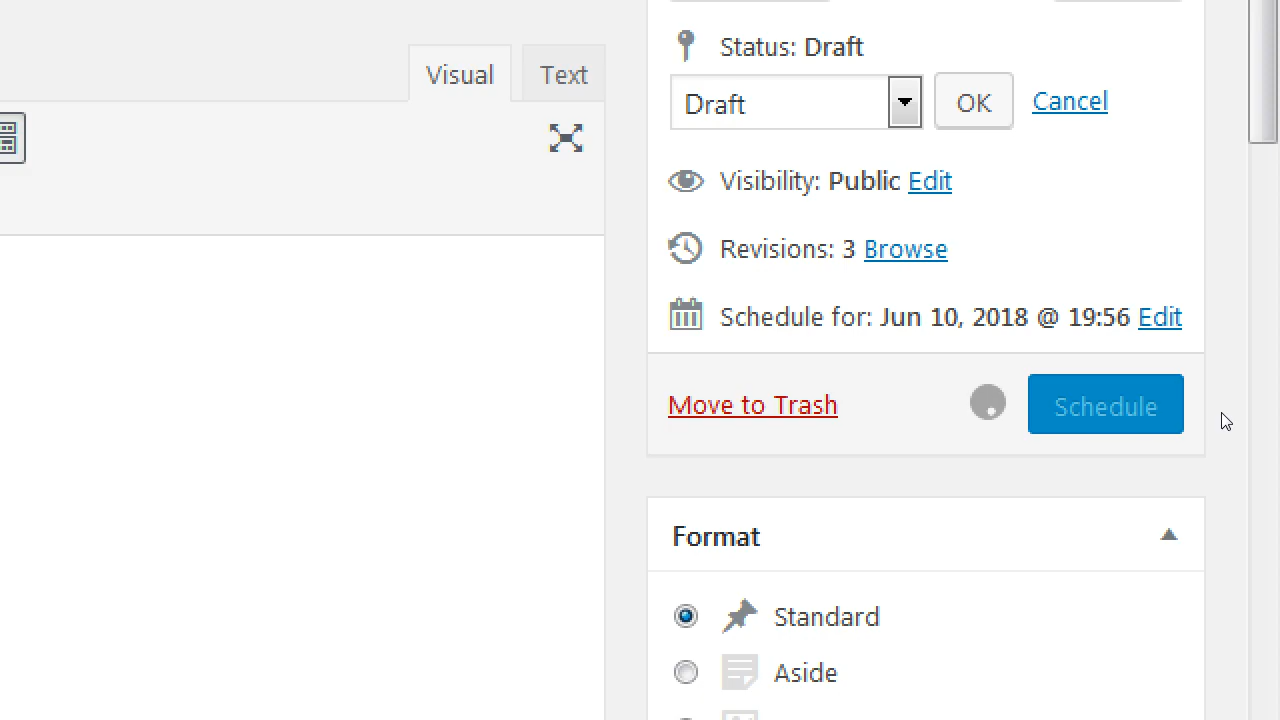 Visual Text
Status: Draft
Draft OK Cancel
Visibility: Public Edit
Revisions: 3 Browse
Schedule for: Jun 10, 2018 @ 19:56 Edit
Move to Trash Schedule
Format
Standard
Aside